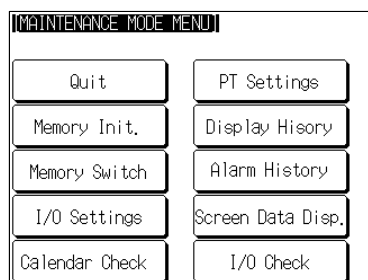 [MAINTENANCE MODE MENU]
Quit
PT Settings
Memory Init.
Display Hisory
Memory Switch
Alarm History
I/O Settings
Screen Data Disp.
Calendar Check
I/O Check